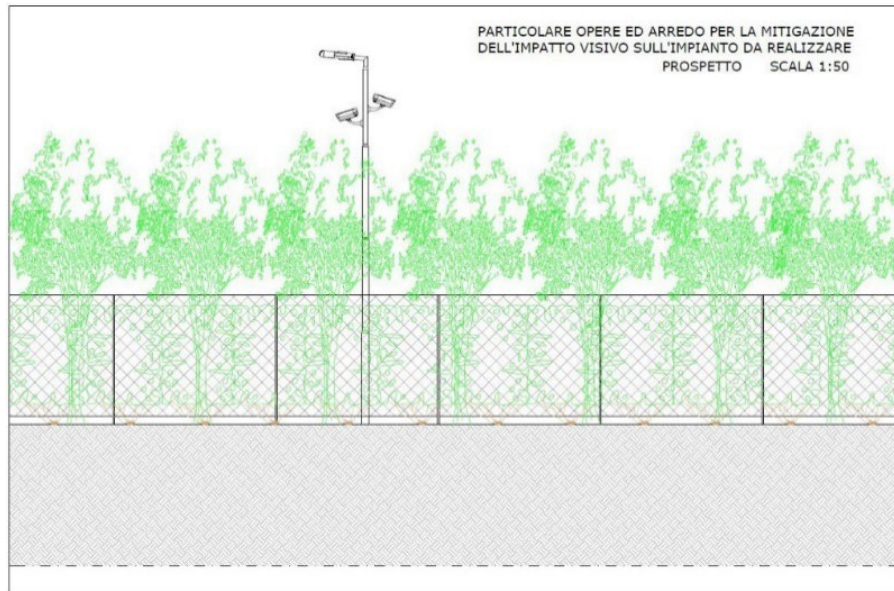 PARTICOLARE OPERE ED ARREDO PER LA MITIGAZIONE
DELL'IMPATTO VISIVO SULL'IMPIANTO DA REALIZZARE
PROSPETTO SCALA 1:50